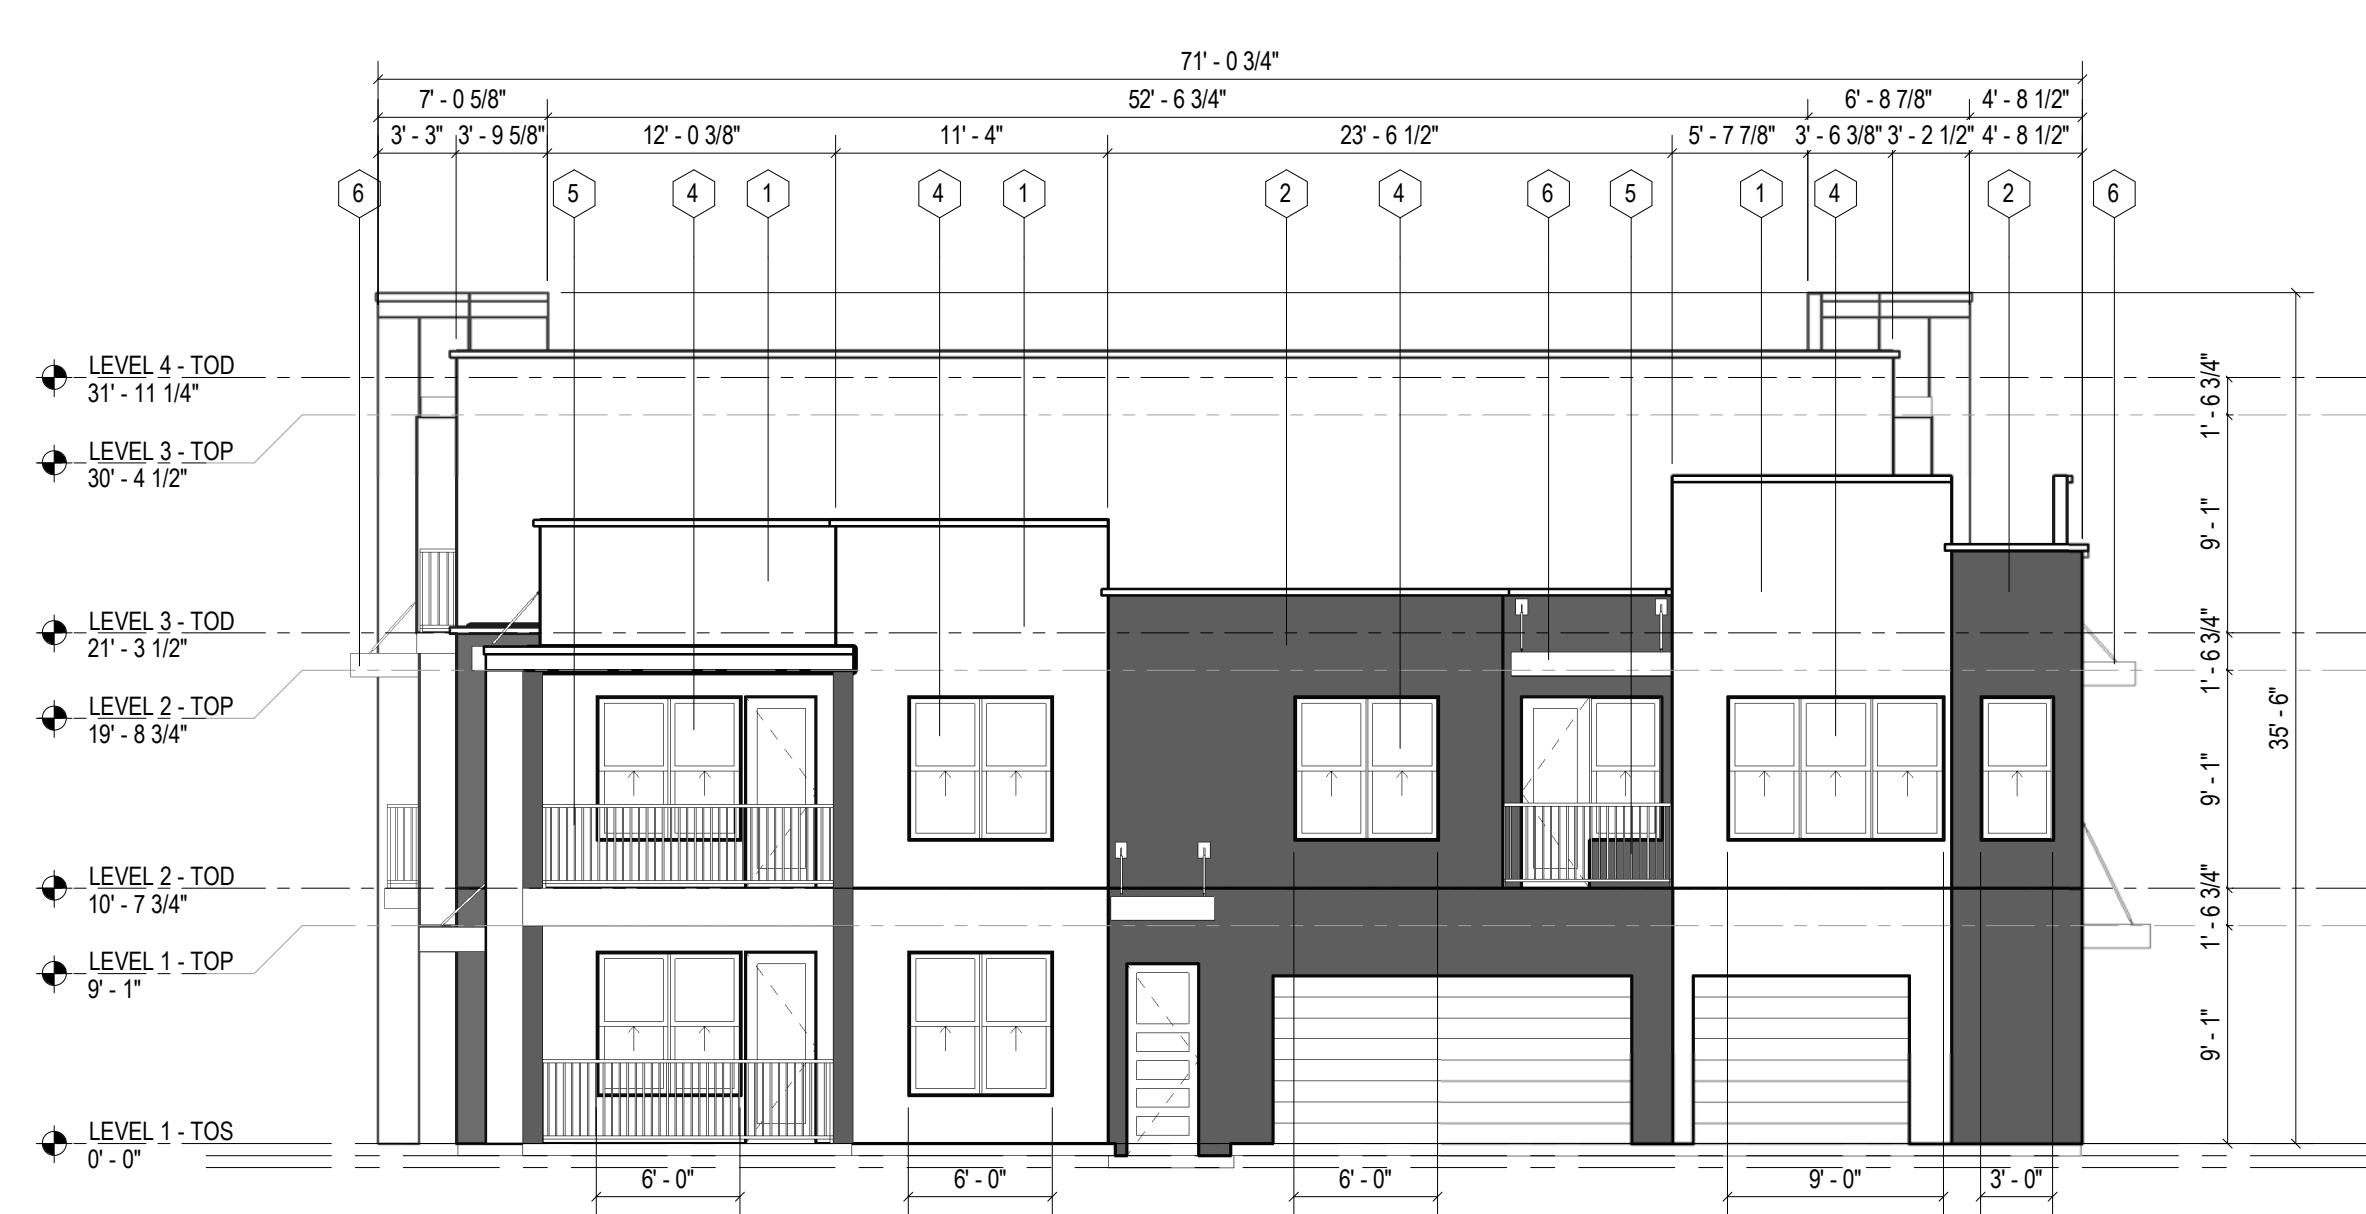 71' - 0 3/4"
7' - 0 5/8" 52' - 6 3/4" 6' - 8 7/8" 4' - 8 1/2"
3' - 3" 3' - 9 5/8" 12' - 0 3/8" 11' - 4" 23' - 6 1/2" 5' - 7 7/8" 3' - 6 3/8" 3' - 2 1/2" 4' - 8 1/2"
6 5 4 1 4 1 2 4 6 5 1 4 2 6
LEVEL 4 - TOD
31' - 11 1/4"
LEVEL 3 - TOP
30' - 4 1/2"
LEVEL 3 - TOD
21' - 3 1/2"
LEVEL 2 - TOP
19' - 8 3/4"
LEVEL 2 - TOD
10' - 7 3/4"
LEVEL 1 - TOP
9' - 1"
LEVEL 1 - TOS
0' - 0"
1' - 6 3/4"
9' - 1"
1' - 6 3/4"
9' - 1"
1' - 6 3/4"
9' - 1"
35' - 6"
6' - 0" 6' - 0" 6' - 0" 9' - 0" 3' - 0"